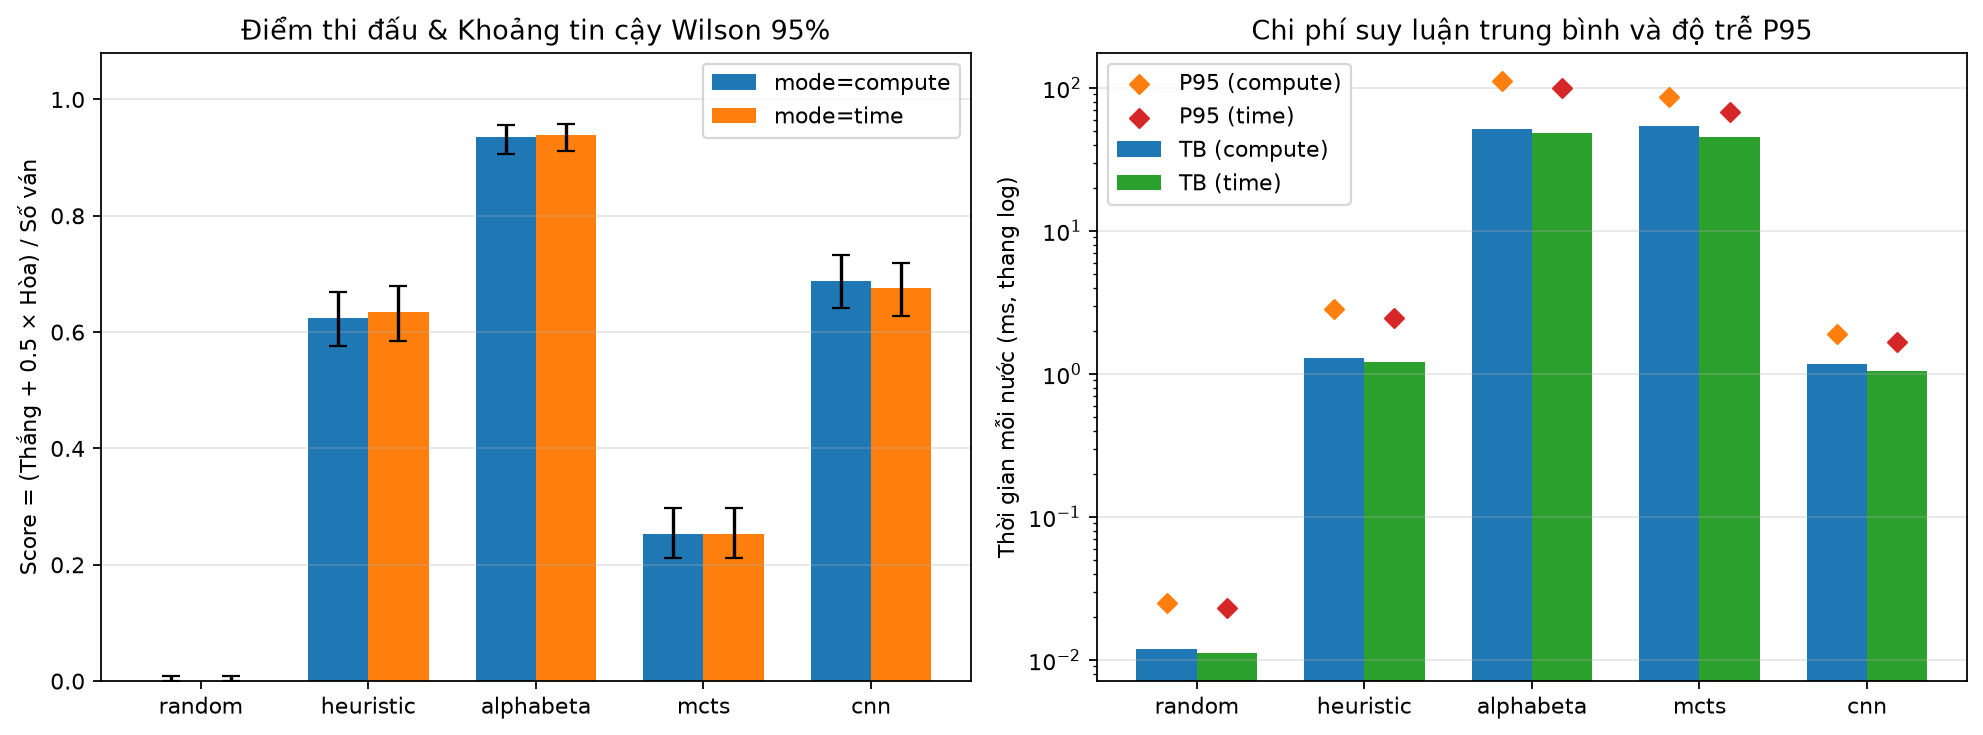 Điểm thi đấu & Khoảng tin cậy Wilson 95%
Score = (Thắng + 0.5 × Hòa) / Số ván
1.0
0.8
0.6
0.4
0.2
0.0
mode=compute
mode=time
random
heuristic
alphabeta
mcts
cnn
Chi phí suy luận trung bình và độ trễ P95
Thời gian mỗi nước (ms, thang log)
10²
10¹
10⁰
10⁻¹
10⁻²
P95 (compute)
P95 (time)
TB (compute)
TB (time)
random
heuristic
alphabeta
mcts
cnn